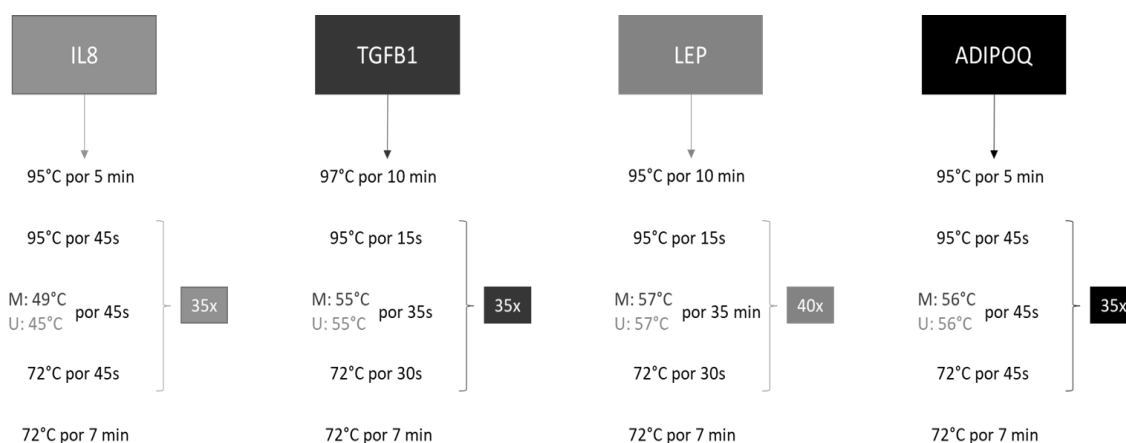 IL8
95°C por 5 min
95°C por 45s
M: 49°C
U: 45°C
por 45s
72°C por 45s
35x
72°C por 7 min
TGFB1
97°C por 10 min
95°C por 15s
M: 55°C
U: 55°C
por 35s
72°C por 30s
35x
72°C por 7 min
LEP
95°C por 10 min
95°C por 15s
M: 57°C
U: 57°C
por 35 min
72°C por 30s
40x
72°C por 7 min
ADIPOQ
95°C por 5 min
95°C por 45s
M: 56°C
U: 56°C
por 45s
72°C por 45s
35x
72°C por 7 min